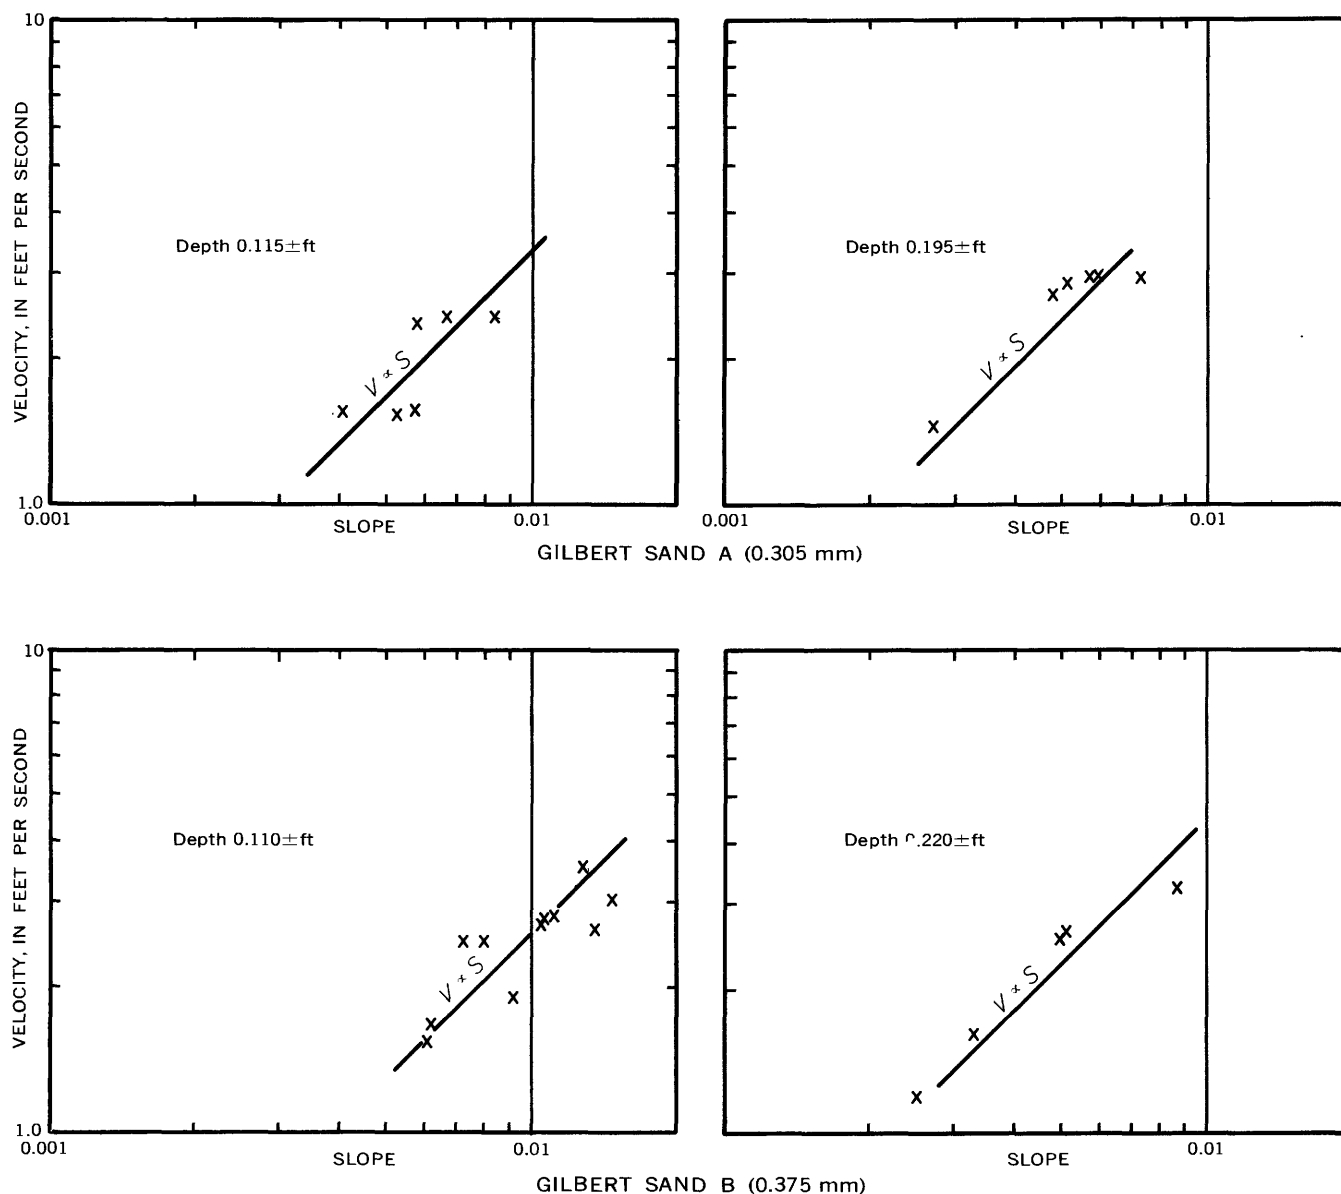 10
VELOCITY, IN FEET PER SECOND
Depth 0.115±ft
V ∝ S
1.0
0.001
SLOPE
0.01
Depth 0.195±ft
V ∝ S
0.001
SLOPE
0.01
GILBERT SAND A (0.305 mm)
10
VELOCITY, IN FEET PER SECOND
Depth 0.110±ft
V ∝ S
1.0
0.001
SLOPE
0.01
Depth .220±ft
V ∝ S
SLOPE
0.01
GILBERT SAND B (0.375 mm)